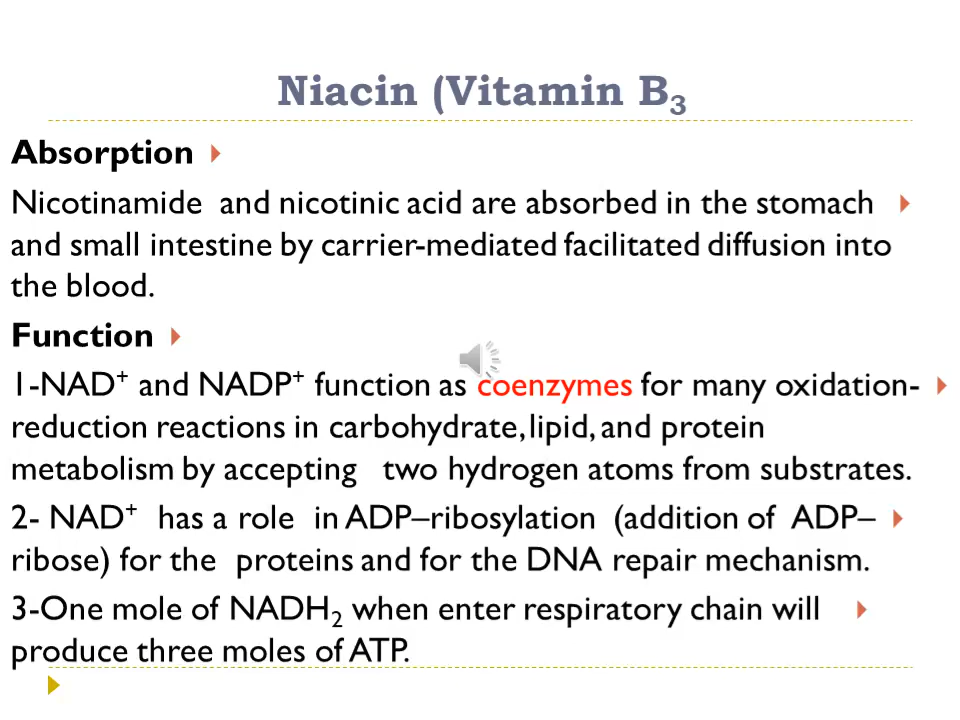 Niacin (Vitamin B₃
Absorption
Nicotinamide and nicotinic acid are absorbed in the stomach
and small intestine by carrier-mediated facilitated diffusion into
the blood.
Function
1-NAD⁺ and NADP⁺ function as coenzymes for many oxidation-
reduction reactions in carbohydrate, lipid, and protein
metabolism by accepting two hydrogen atoms from substrates.
2- NAD⁺ has a role in ADP–ribosylation (addition of ADP–
ribose) for the proteins and for the DNA repair mechanism.
3-One mole of NADH₂ when enter respiratory chain will
produce three moles of ATP.